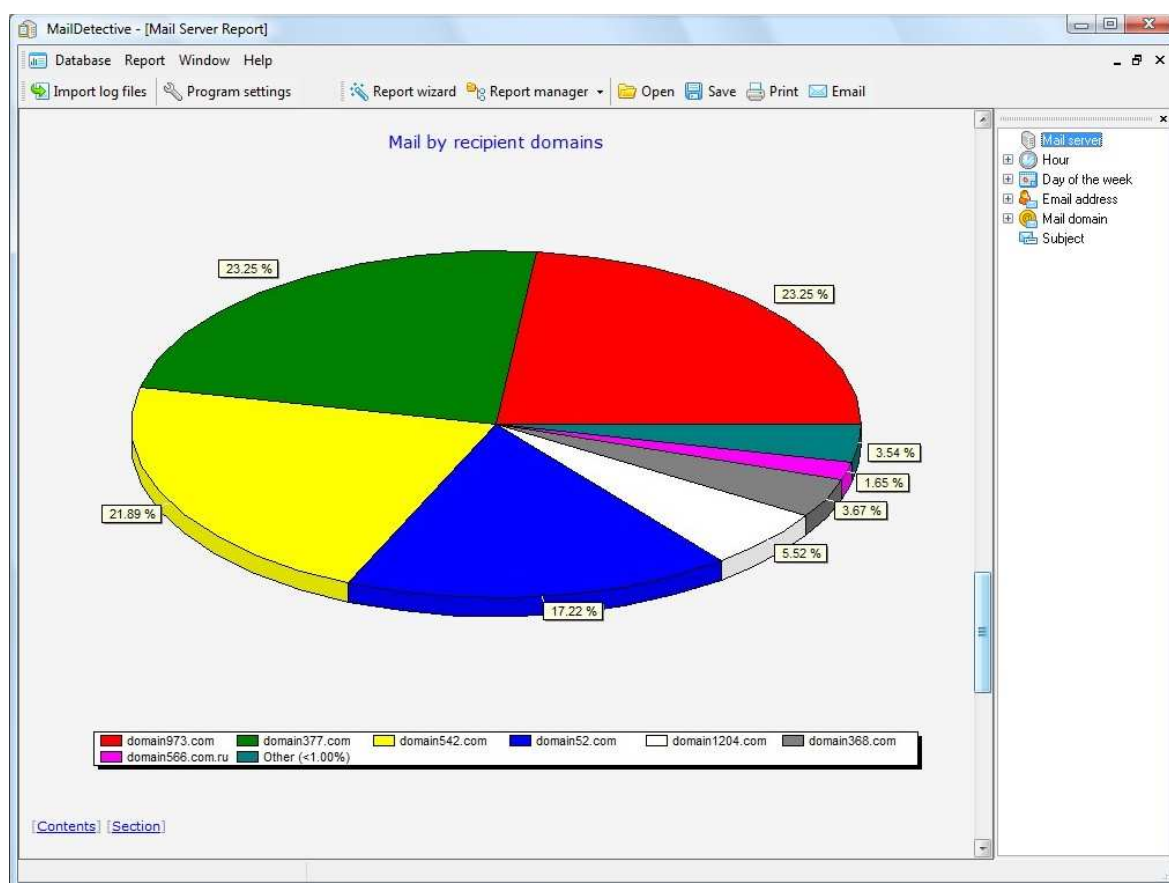 MailDetective - [Mail Server Report]
Database Report Window Help
Import log files Program settings Report wizard Report manager Open Save Print Email
Mail by recipient domains
23.25 %
23.25 %
21.89 %
17.22 %
5.52 %
3.67 %
1.65 %
3.54 %
domain973.com domain377.com domain542.com domain52.com domain1204.com domain368.com
domain566.com.ru Other (<1.00%)
[Contents] [Section]
Mail server
Hour
Day of the week
Email address
Mail domain
Subject